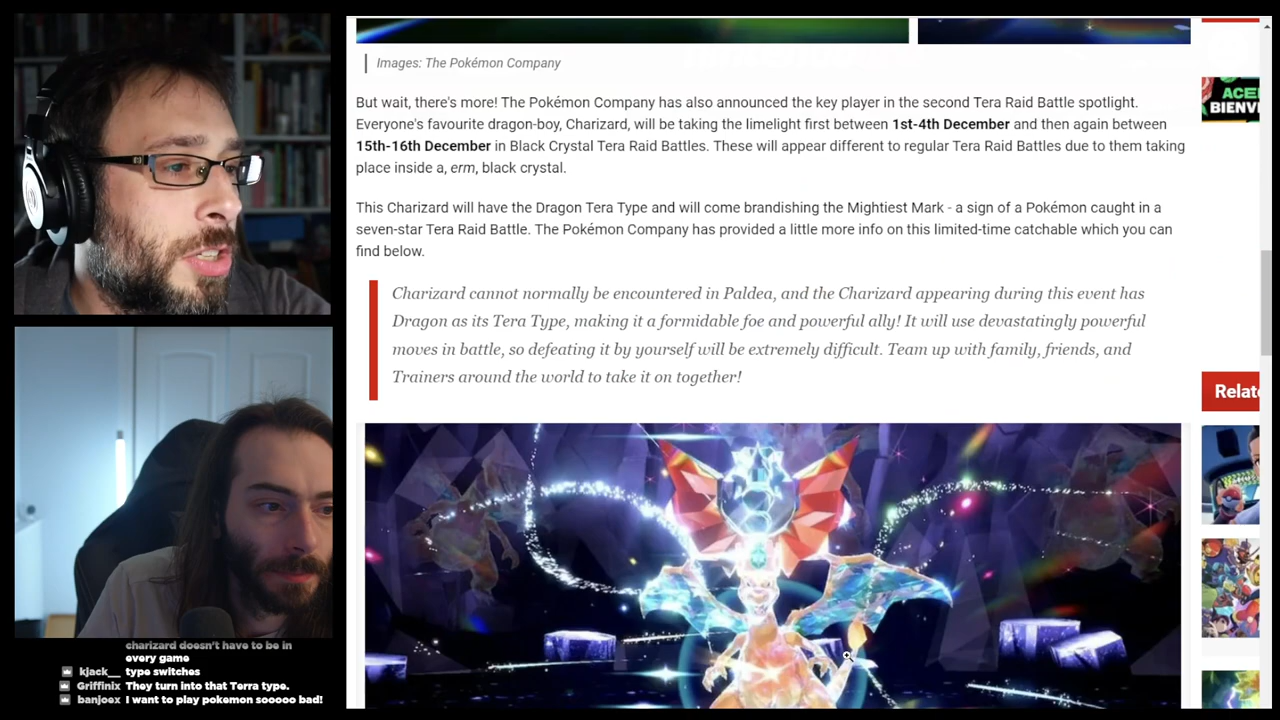 Images: The Pokémon Company
But wait, there's more! The Pokémon Company has also announced the key player in the second Tera Raid Battle spotlight.
Everyone's favourite dragon-boy, Charizard, will be taking the limelight first between 1st-4th December and then again between
15th-16th December in Black Crystal Tera Raid Battles. These will appear different to regular Tera Raid Battles due to them taking
place inside a, erm, black crystal.
This Charizard will have the Dragon Tera Type and will come brandishing the Mightiest Mark - a sign of a Pokémon caught in a
seven-star Tera Raid Battle. The Pokémon Company has provided a little more info on this limited-time catchable which you can
find below.
Charizard cannot normally be encountered in Paldea, and the Charizard appearing during this event has
Dragon as its Tera Type, making it a formidable foe and powerful ally! It will use devastatingly powerful
moves in battle, so defeating it by yourself will be extremely difficult. Team up with family, friends, and
Trainers around the world to take it on together!
ACE
BIENV
Relat
charizard doesn't have to be in
every game
kjack__ type switches
Griffinix They turn into that Terra type.
banjoex I want to play pokemon sooooo bad!